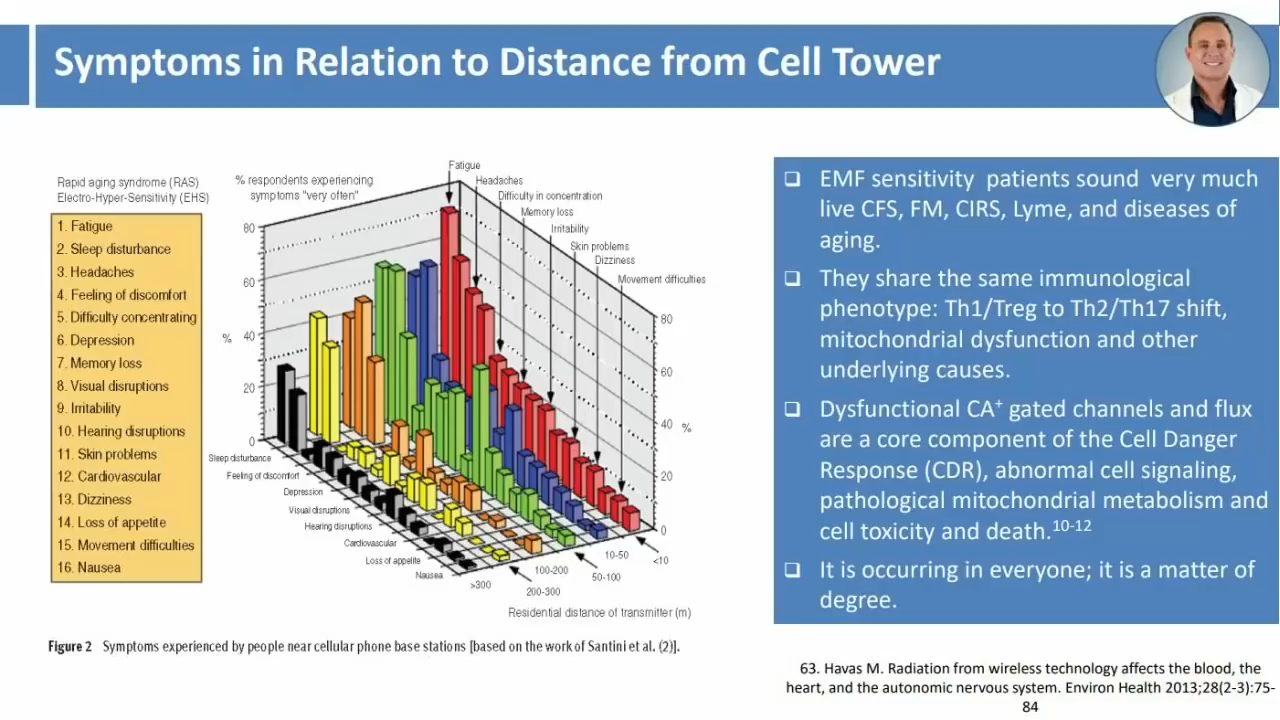 Symptoms in Relation to Distance from Cell Tower
Rapid aging syndrome (RAS)
Electro-Hyper-Sensitivity (EHS)
1. Fatigue
2. Sleep disturbance
3. Headaches
4. Feeling of discomfort
5. Difficulty concentrating
6. Depression
7. Memory loss
8. Visual disruptions
9. Irritability
10. Hearing disruptions
11. Skin problems
12. Cardiovascular
13. Dizziness
14. Loss of appetite
15. Movement difficulties
16. Nausea
% respondents experiencing
symptoms "very often"
Fatigue
Headaches
Difficulty in concentration
Memory loss
Irritability
Skin problems
Dizziness
Movement difficulties
80
60
%
40
20
0
80
60
40 %
20
0
Sleep disturbance
Feeling of discomfort
Depression
Visual disruptions
Hearing disruptions
Cardiovascular
Loss of appetite
Nausea
>300
200-300
100-200
50-100
10-50
<10
Residential distance of transmitter (m)
Figure 2 Symptoms experienced by people near cellular phone base stations [based on the work of Santini et al. (2)].
❑ EMF sensitivity patients sound very much
live CFS, FM, CIRS, Lyme, and diseases of
aging.
❑ They share the same immunological
phenotype: Th1/Treg to Th2/Th17 shift,
mitochondrial dysfunction and other
underlying causes.
❑ Dysfunctional CA⁺ gated channels and flux
are a core component of the Cell Danger
Response (CDR), abnormal cell signaling,
pathological mitochondrial metabolism and
cell toxicity and death.¹⁰⁻¹²
❑ It is occurring in everyone; it is a matter of
degree.
63. Havas M. Radiation from wireless technology affects the blood, the
heart, and the autonomic nervous system. Environ Health 2013;28(2-3):75-
84